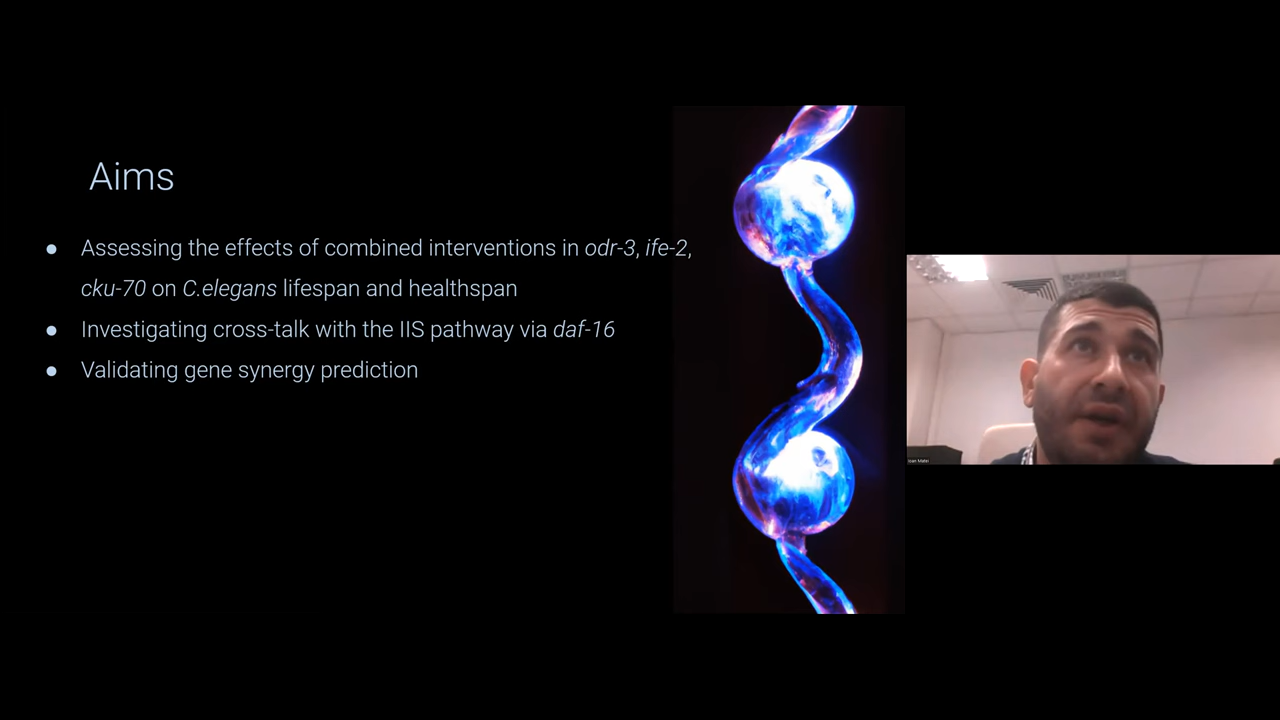 Aims
● Assessing the effects of combined interventions in odr-3, ife-2,
cku-70 on C.elegans lifespan and healthspan
● Investigating cross-talk with the IIS pathway via daf-16
● Validating gene synergy prediction